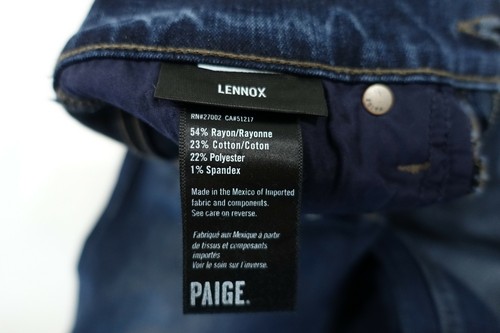 LENNOX
RN#27002 CA#51217
54% Rayon/Rayonne
23% Cotton/Coton
22% Polyester
1% Spandex
Made in the Mexico of Imported
fabric and components.
See care on reverse.
Fabriqué aux Mexique à partir
de tissus et composants
importés
Voir le soin sur l'inverse.
PAIGE.